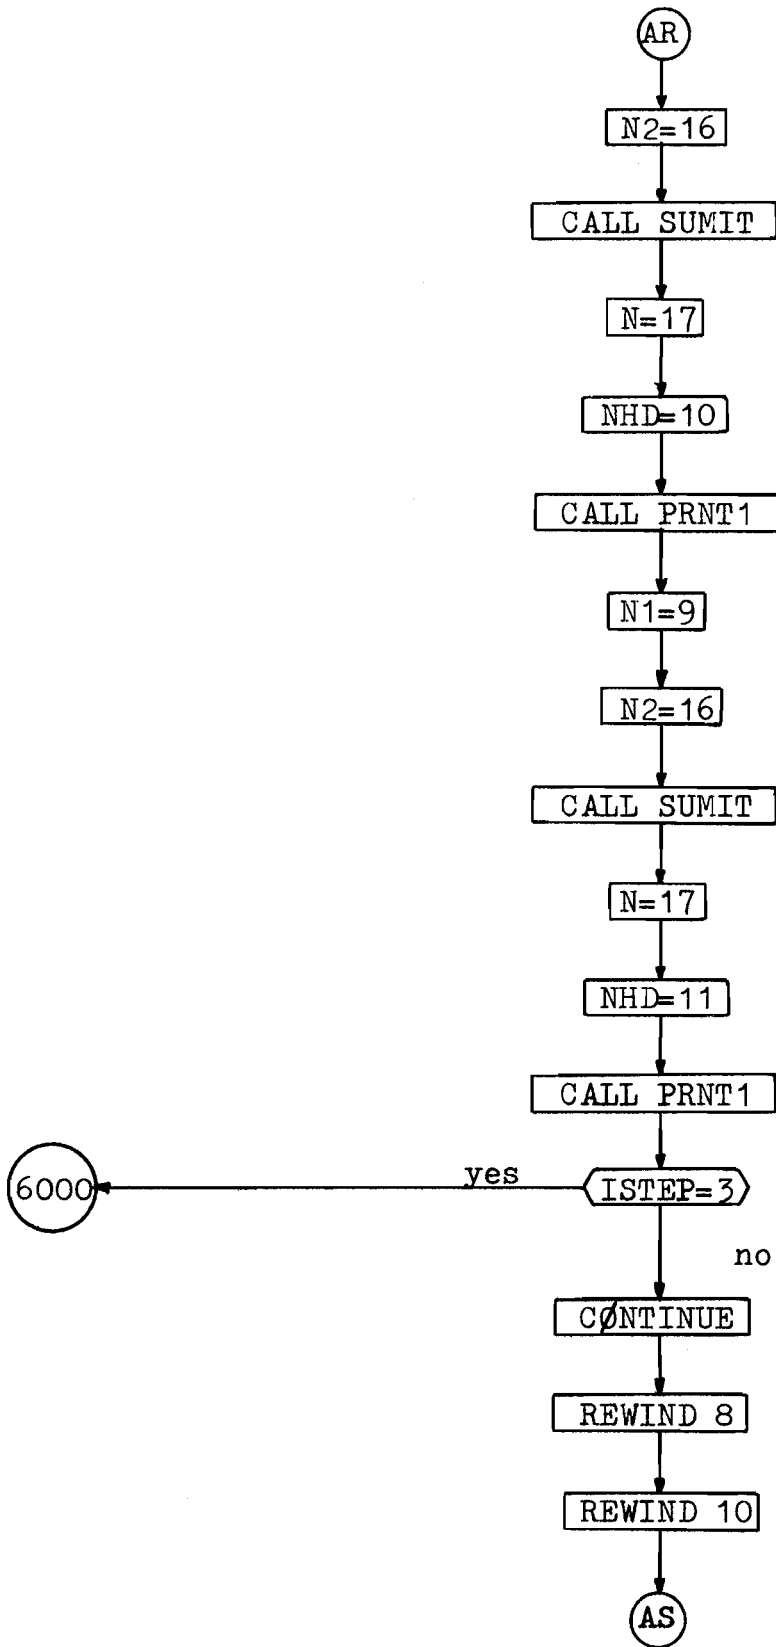 AR
N2=16
CALL SUMIT
N=17
NHD=10
CALL PRNT1
N1=9
N2=16
CALL SUMIT
N=17
NHD=11
CALL PRNT1
6000 yes ISTEP=3
no
CØNTINUE
REWIND 8
REWIND 10
AS